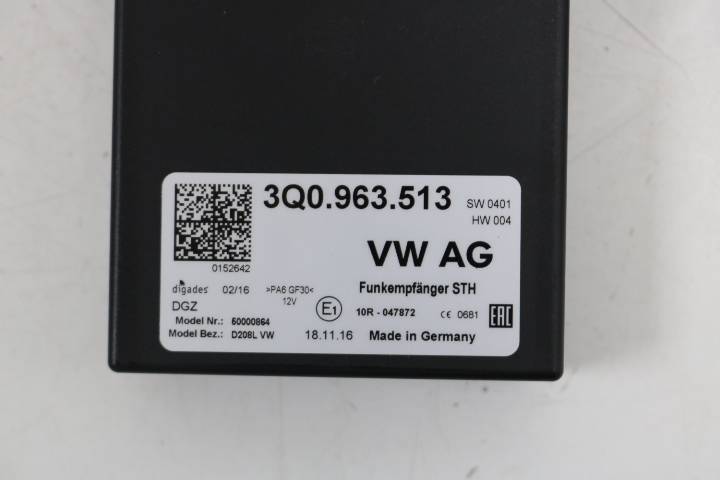 3Q0.963.513 SW 0401
HW 004
VW AG
0152642
digades 02/16 >PA6 GF30< Funkempfänger STH
DGZ 12V E1 10R - 047872 CE 0681 EAC
Model Nr.: 50000864
Model Bez.: D208L VW 18.11.16 Made in Germany